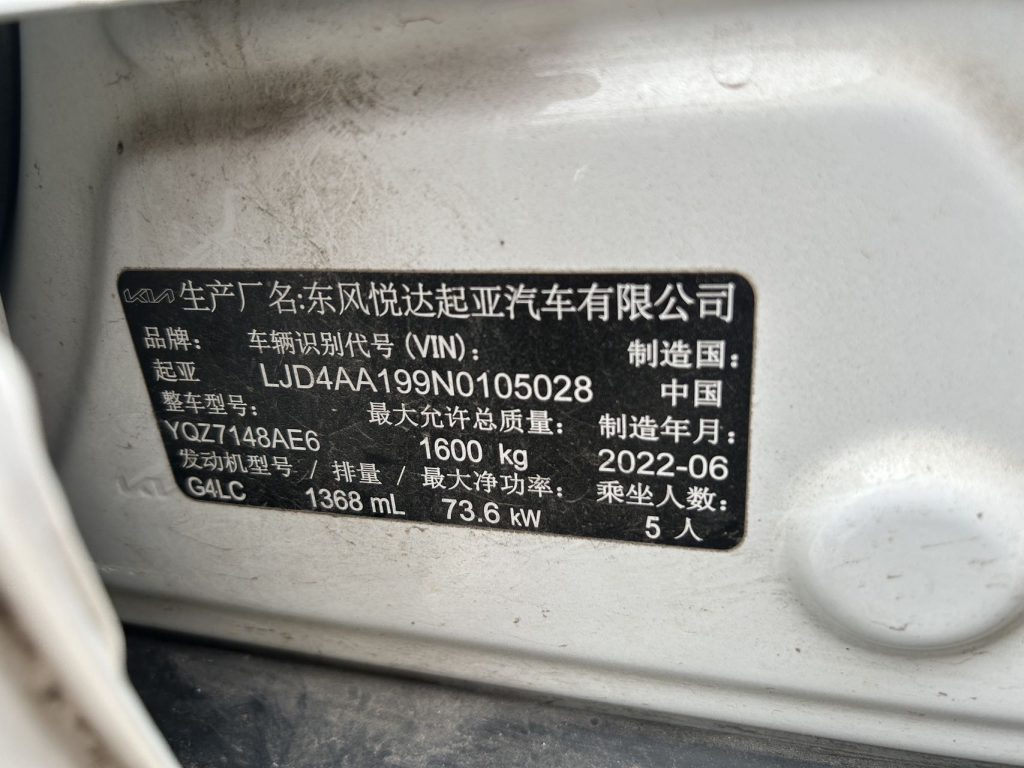 KIA 生产厂名:东风悦达起亚汽车有限公司
品牌: 车辆识别代号 (VIN): 制造国:
起亚 LJD4AA199N0105028 中国
整车型号: 最大允许总质量: 制造年月:
YQZ7148AE6 1600 kg 2022-06
发动机型号 / 排量 / 最大净功率: 乘坐人数:
G4LC 1368 mL 73.6 kW 5 人